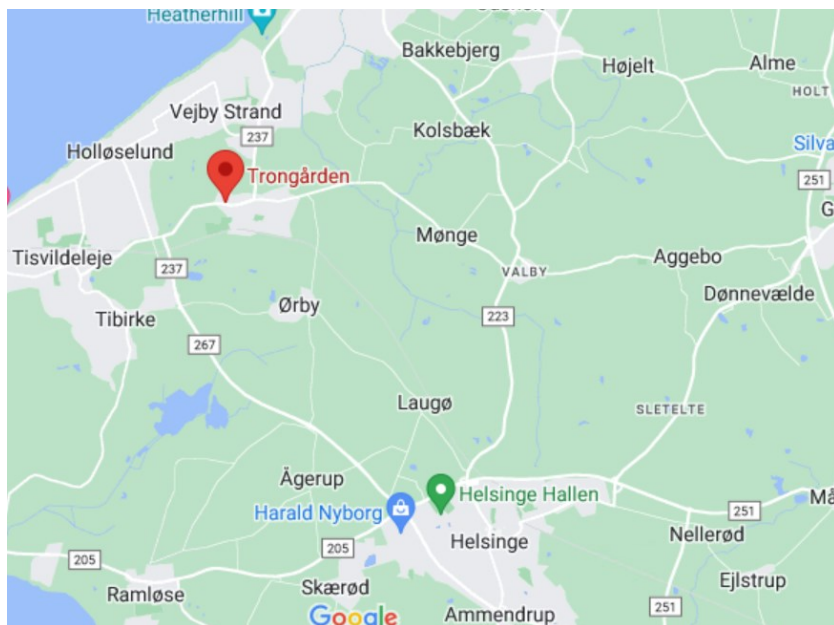 Heatherhill
Bakkebjerg
Højelt
Alme
HOLT
Vejby Strand
237
Kolsbæk
Holløselund
Trongården
251
Mønge
Tisvildeleje
237
VALBY
Aggebo
Dønnevælde
Tibirke
Ørby
223
267
Laugø
SLETELTE
Ågerup
Helsinge Hallen
Harald Nyborg
251
Nellerød
205
205
Helsinge
Ramløse
Skærød
Ejlstrup
Google
Ammendrup
251